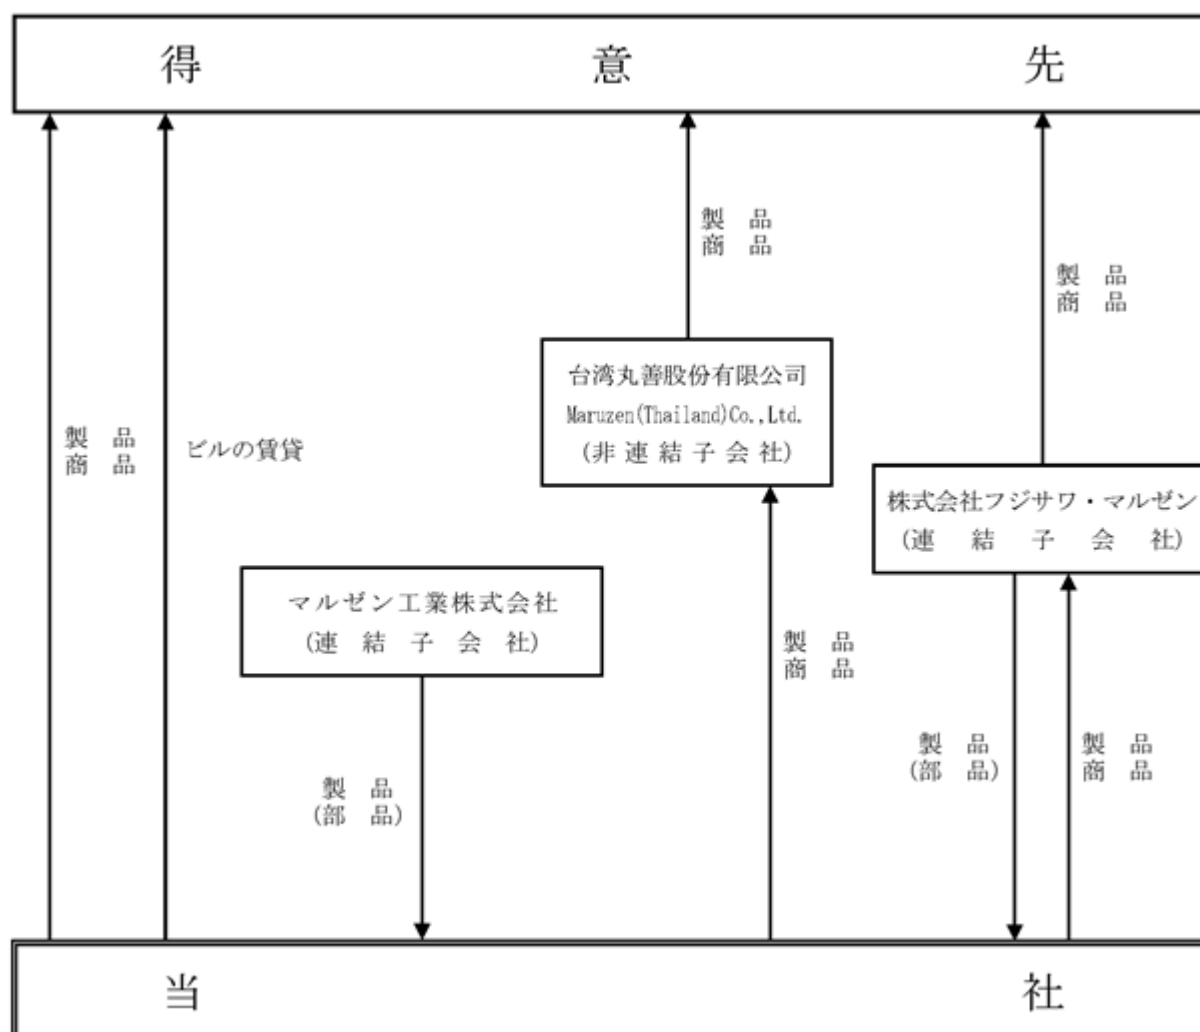 得意先
製品
商品
製品
商品
製品
商品
ビルの賃貸
台湾丸善股份有限公司
Maruzen(Thailand)Co.,Ltd.
(非連結子会社)
株式会社フジサワ・マルゼン
(連結子会社)
マルゼン工業株式会社
(連結子会社)
製品
商品
製品
(部品)
製品
(部品)
製品
商品
当社